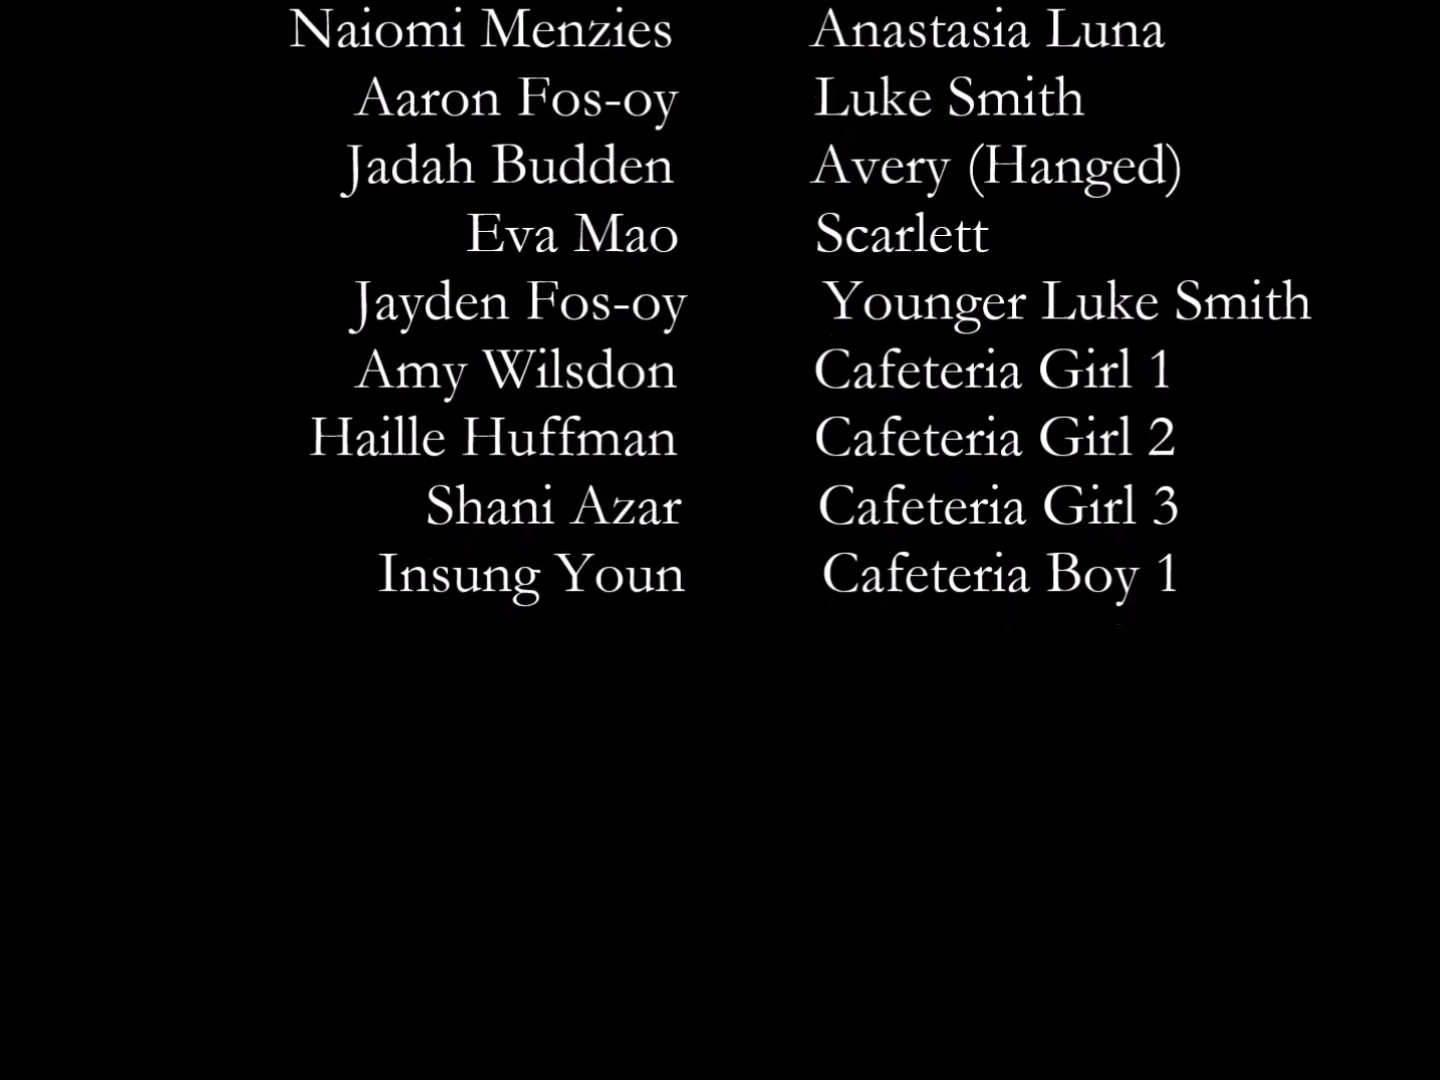 Naiomi Menzies Anastasia Luna
Aaron Fos-oy Luke Smith
Jadah Budden Avery (Hanged)
Eva Mao Scarlett
Jayden Fos-oy Younger Luke Smith
Amy Wilsdon Cafeteria Girl 1
Haille Huffman Cafeteria Girl 2
Shani Azar Cafeteria Girl 3
Insung Youn Cafeteria Boy 1